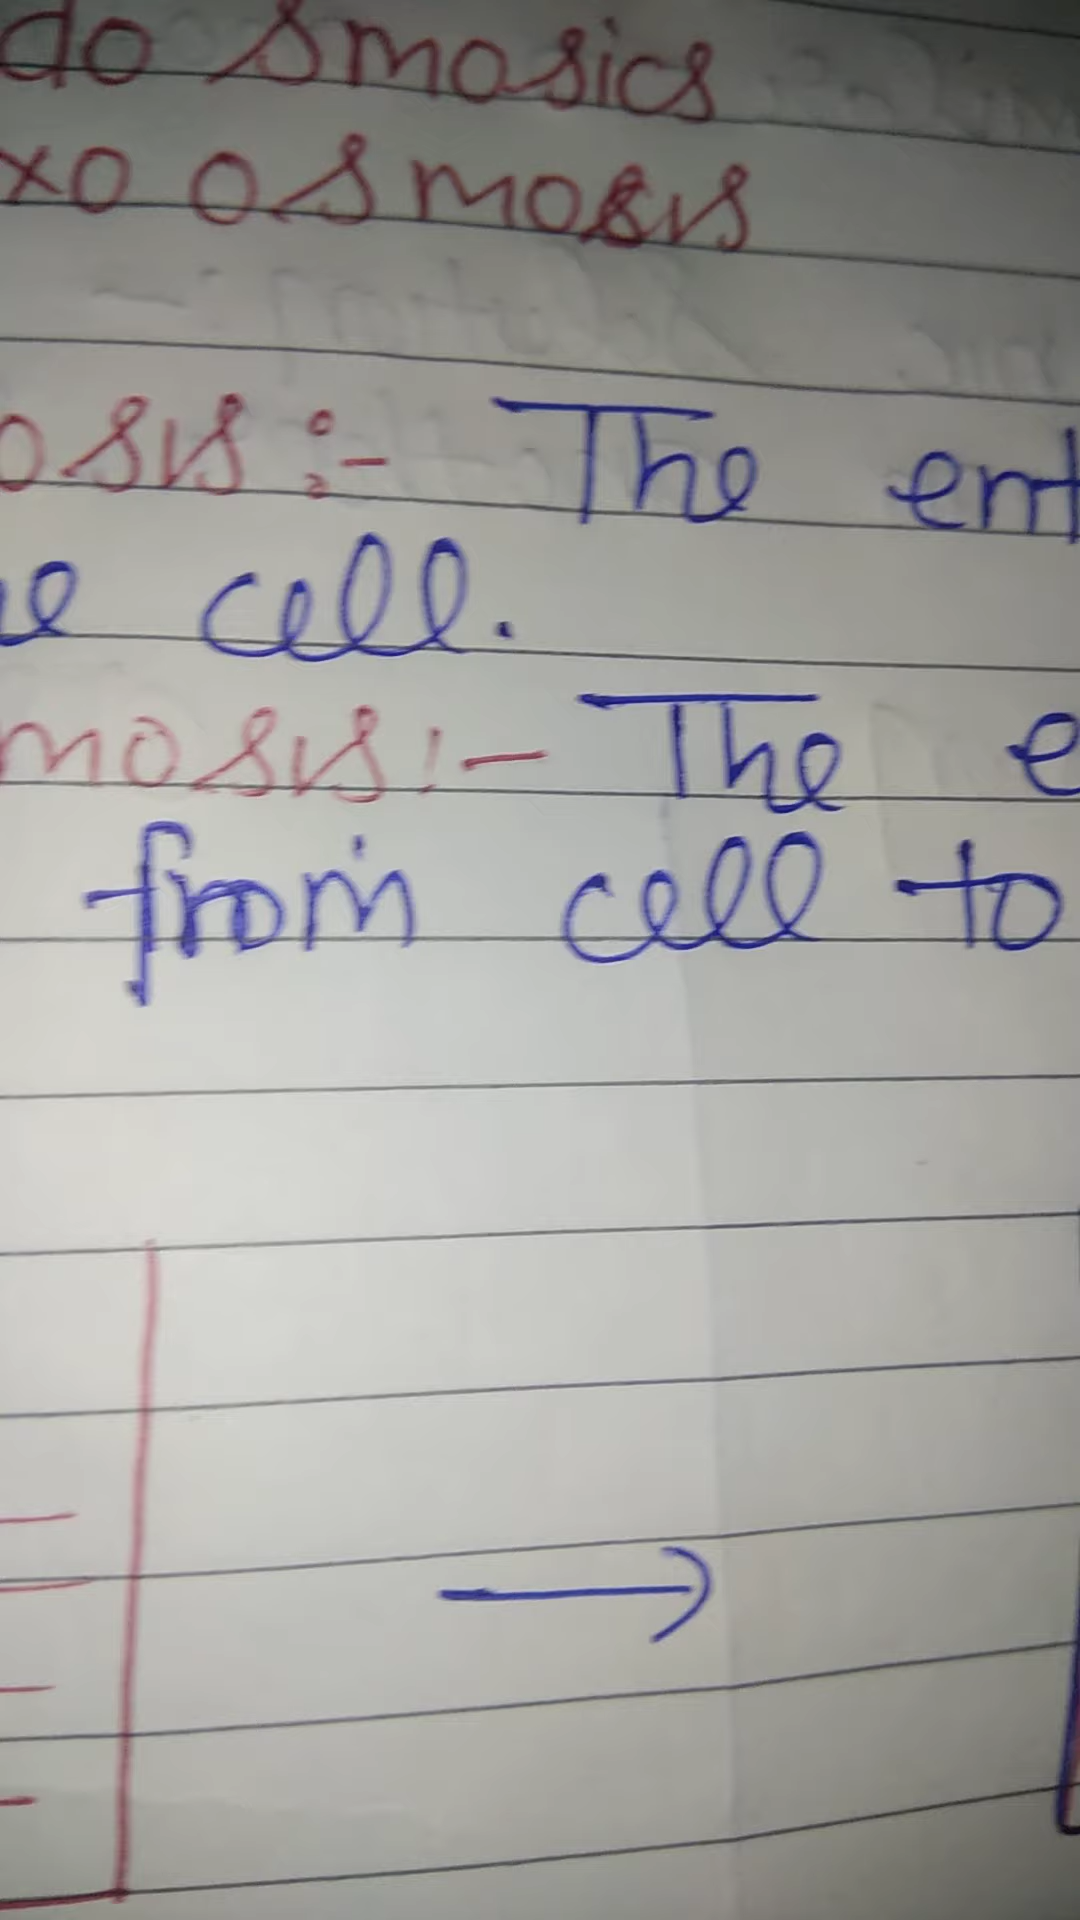 do smosics
xo osmosis
osis :- The ent
e cell.
mosis :- The e
from cell to